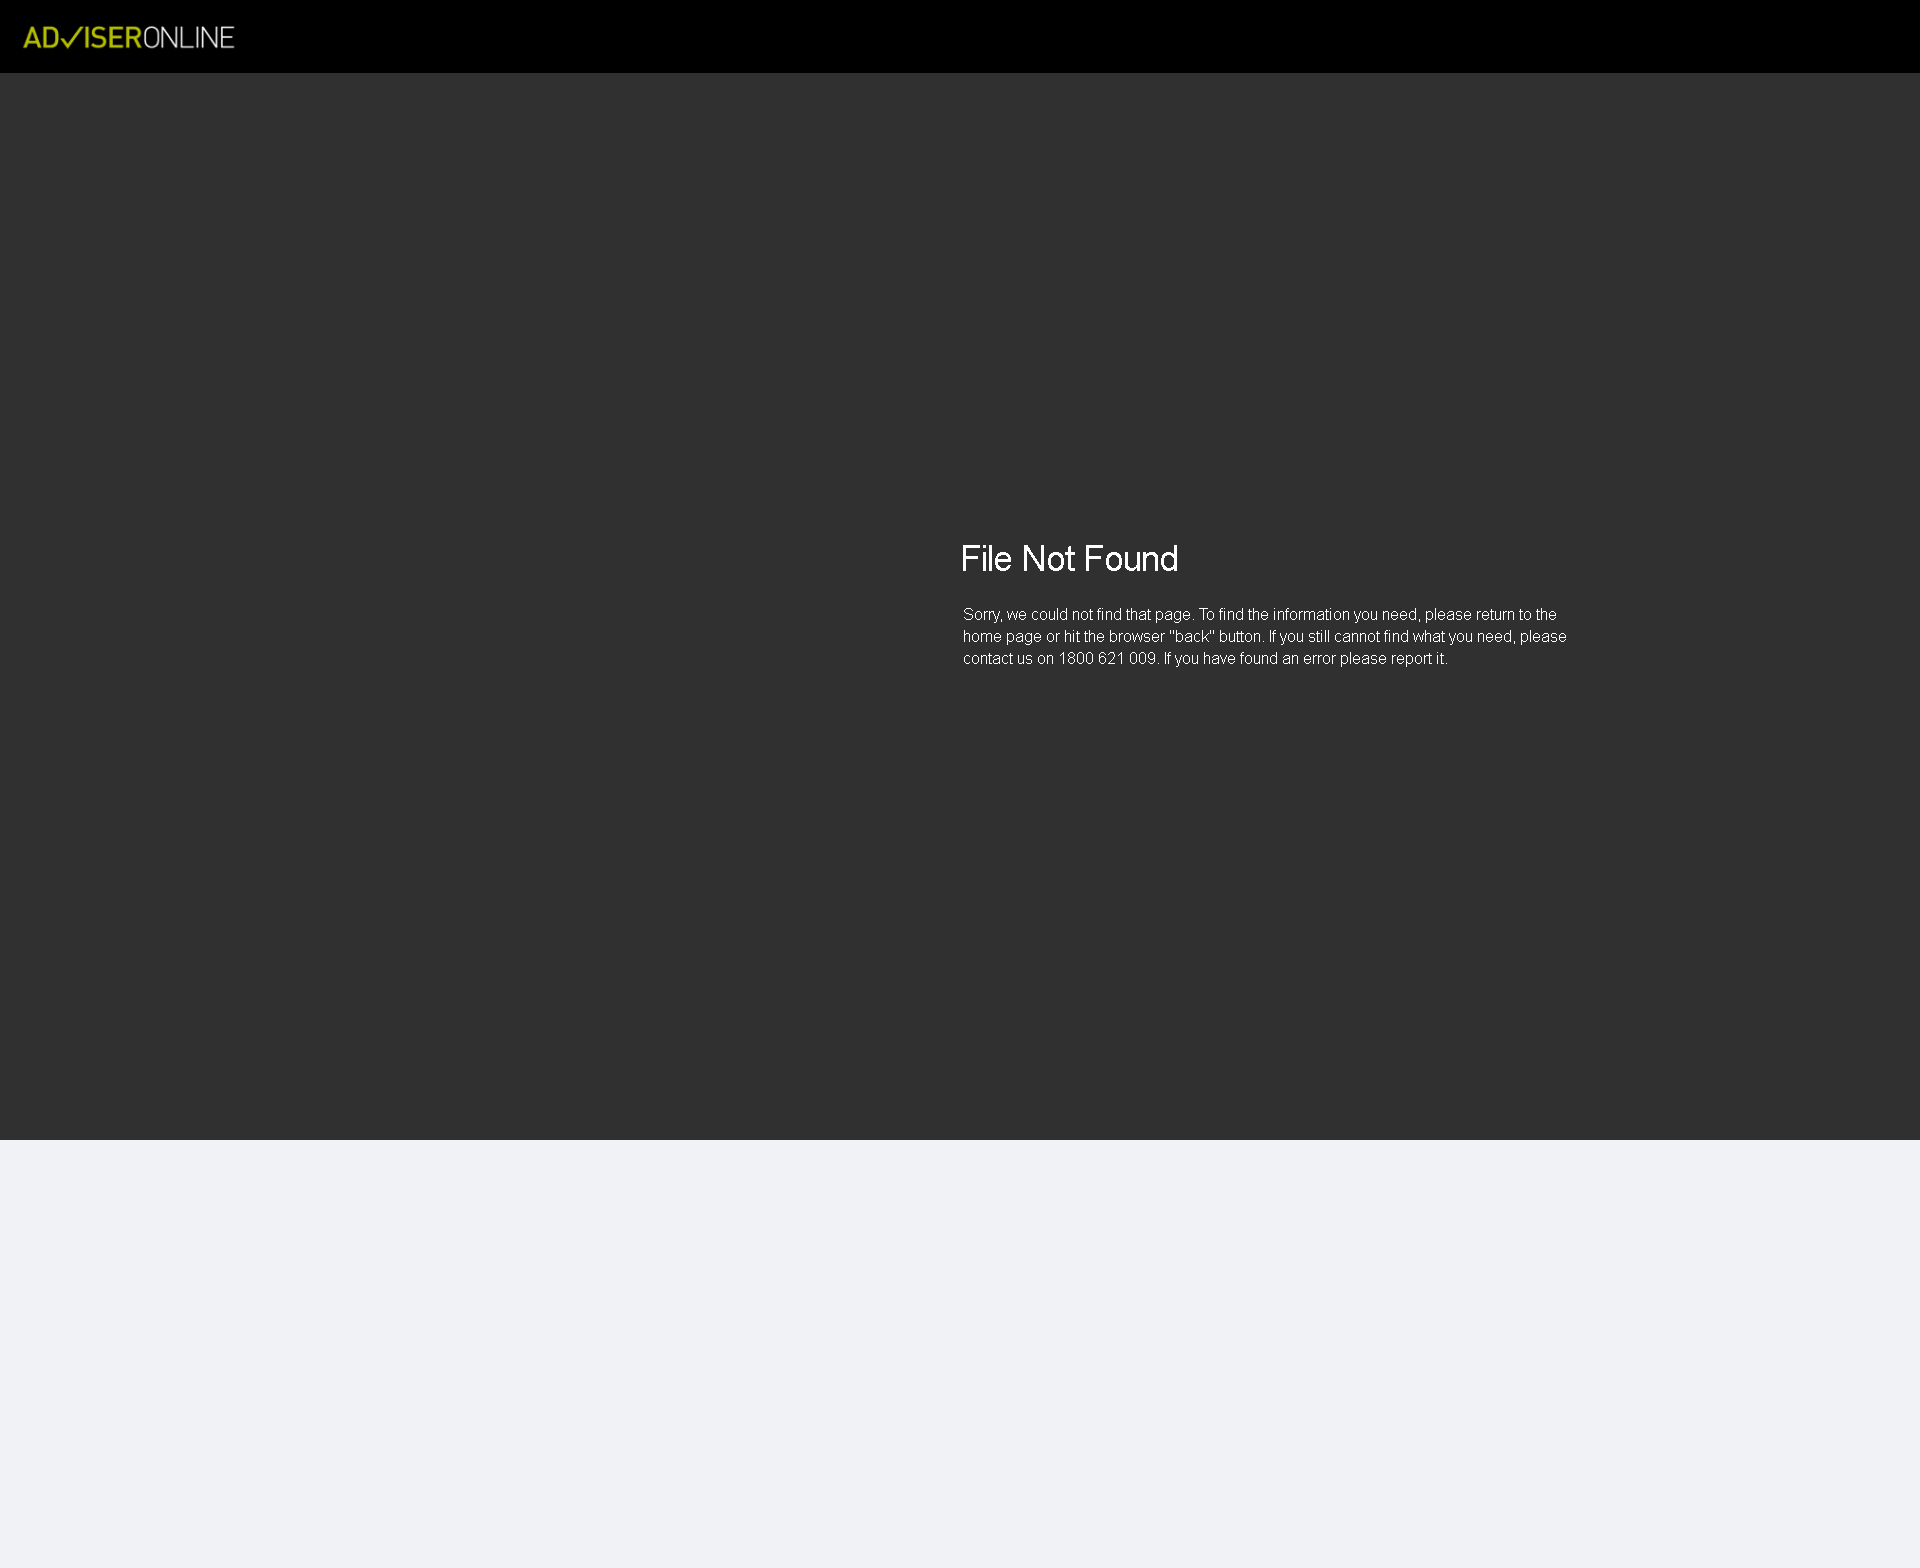 ADVISERONLINE
File Not Found
Sorry, we could not find that page. To find the information you need, please return to the
home page or hit the browser "back" button. If you still cannot find what you need, please
contact us on 1800 621 009. If you have found an error please report it.